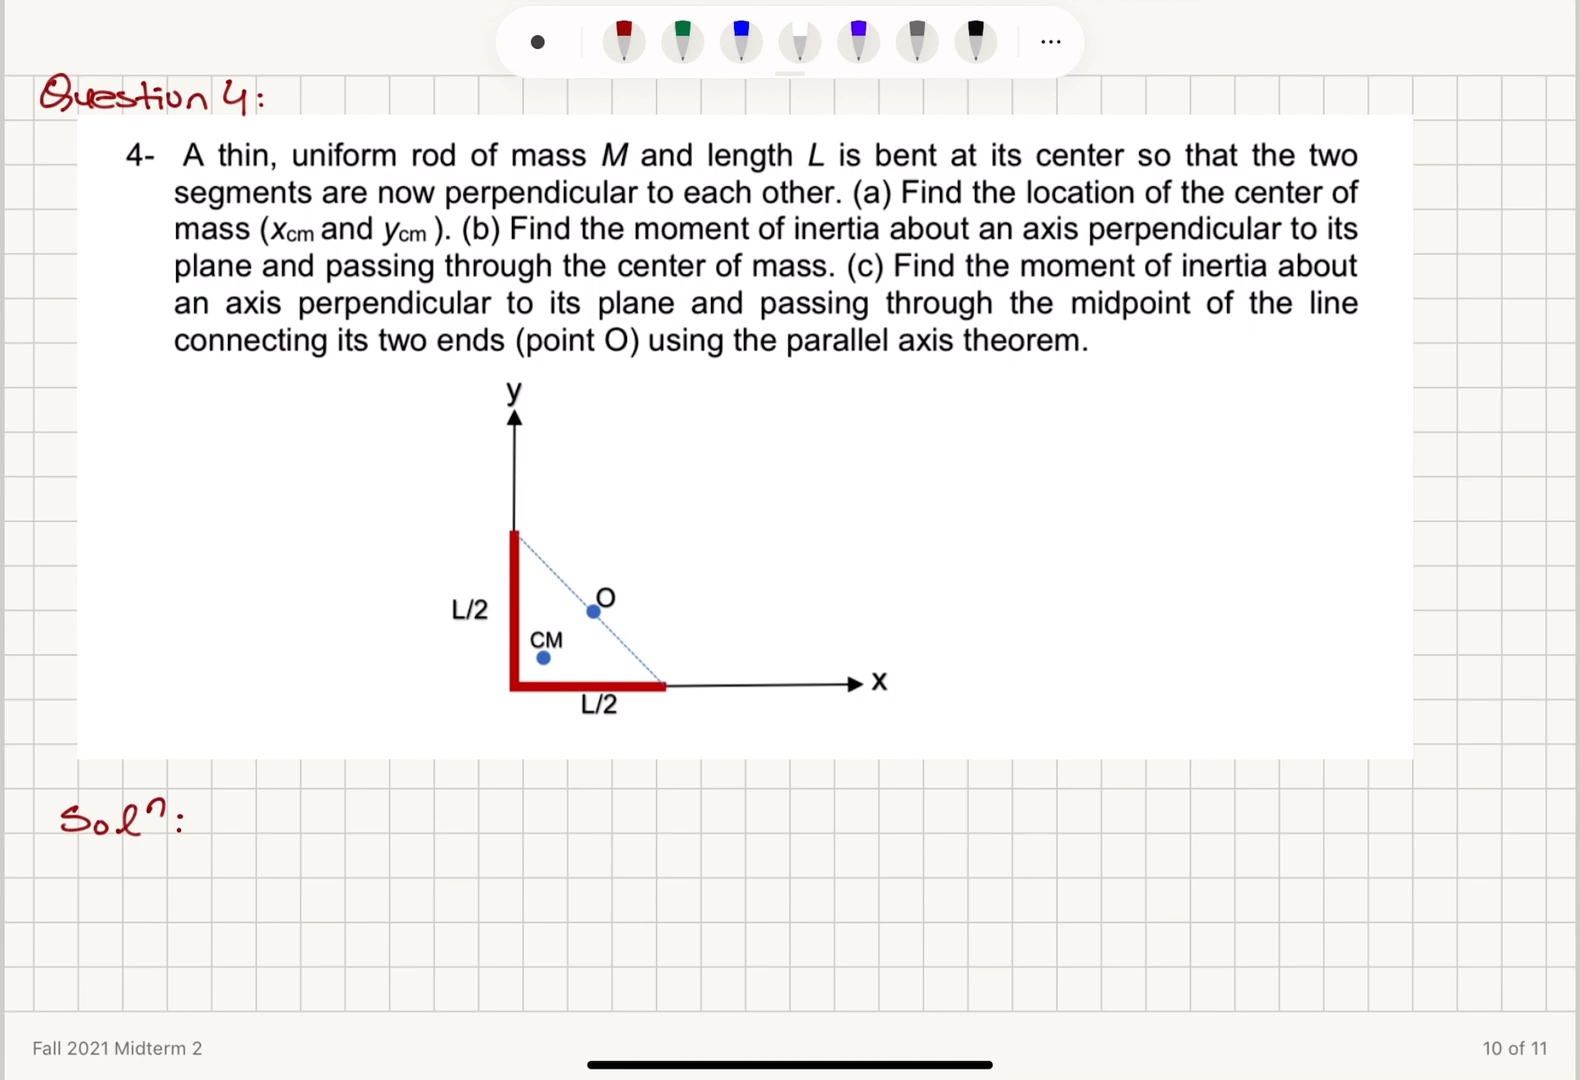 Question 4:
4- A thin, uniform rod of mass M and length L is bent at its center so that the two
segments are now perpendicular to each other. (a) Find the location of the center of
mass (xcm and ycm ). (b) Find the moment of inertia about an axis perpendicular to its
plane and passing through the center of mass. (c) Find the moment of inertia about
an axis perpendicular to its plane and passing through the midpoint of the line
connecting its two ends (point O) using the parallel axis theorem.
y
O
L/2
CM
x
L/2
Solⁿ:
Fall 2021 Midterm 2
10 of 11